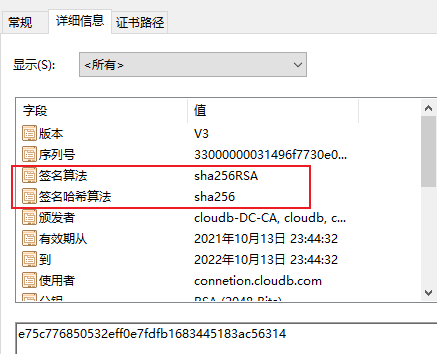 常规 详细信息 证书路径
显示(S): <所有>
字段 值
版本 V3
序列号 33000000031496f7730e0...
签名算法 sha256RSA
签名哈希算法 sha256
颁发者 cloudb-DC-CA, cloudb, c...
有效期从 2021年10月13日 23:44:32
到 2022年10月13日 23:44:32
使用者 connetion.cloudb.com
公钥 RSA (2048 Bits)
e75c776850532eff0e7fdfb1683445183ac56314